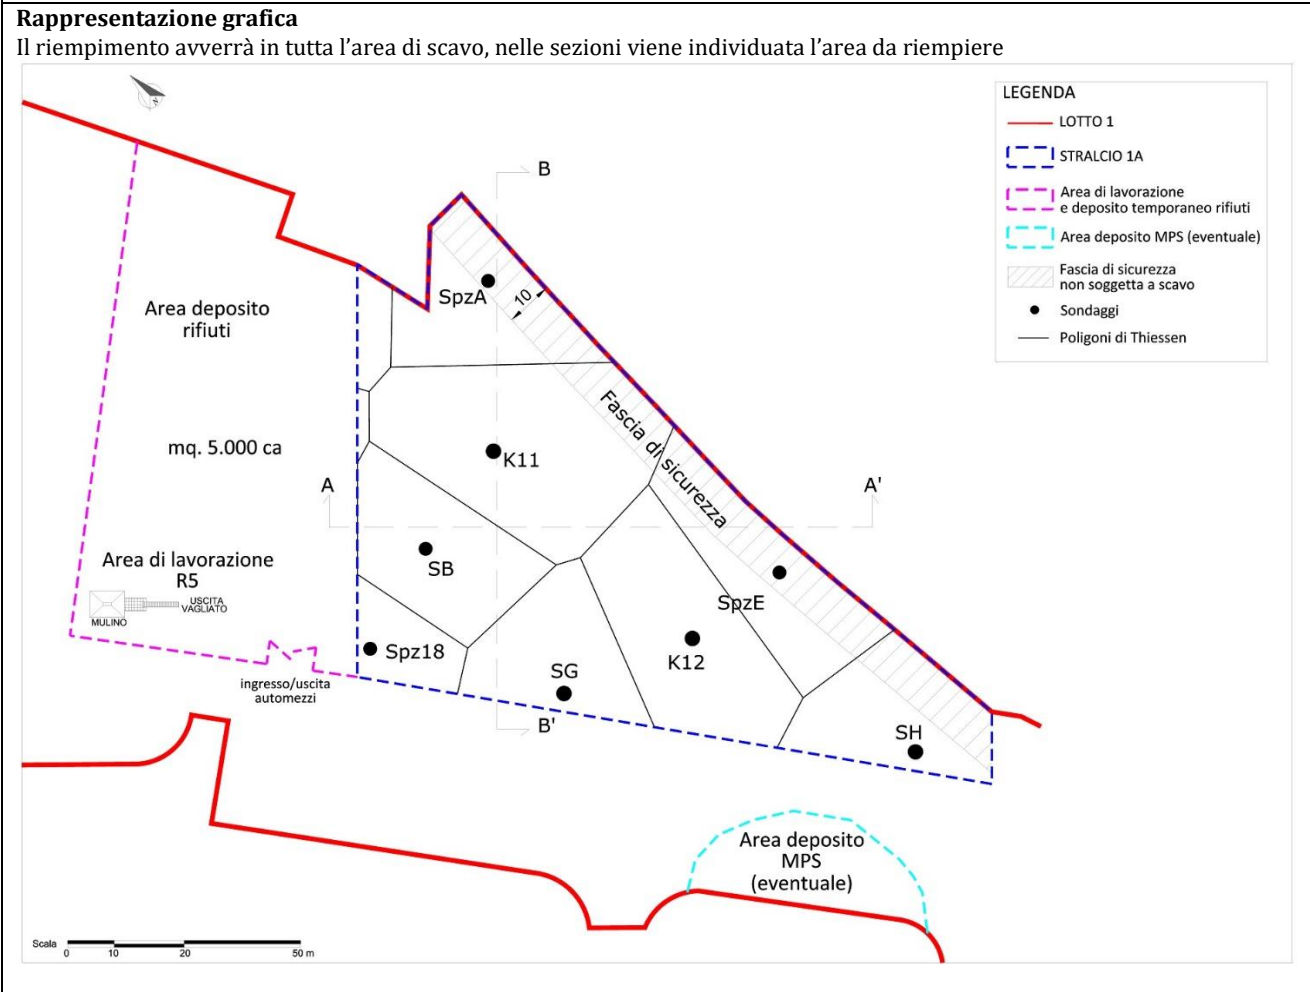 Rappresentazione grafica
Il riempimento avverrà in tutta l'area di scavo, nelle sezioni viene individuata l'area da riempiere
N
LEGENDA
LOTTO 1
STRALCIO 1A
Area di lavorazione
e deposito temporaneo rifiuti
Area deposito MPS (eventuale)
Fascia di sicurezza
non soggetta a scavo
Sondaggi
Poligoni di Thiessen
B
SpzA
10
Area deposito
rifiuti
Fascia di sicurezza
mq. 5.000 ca
K11
A
A'
Area di lavorazione
R5
SB
USCITA
VAGLIATO
MULINO
SpzE
Spz18
K12
SG
ingresso/uscita
automezzi
B'
SH
Area deposito
MPS
(eventuale)
Scala
0 10 20 50 m